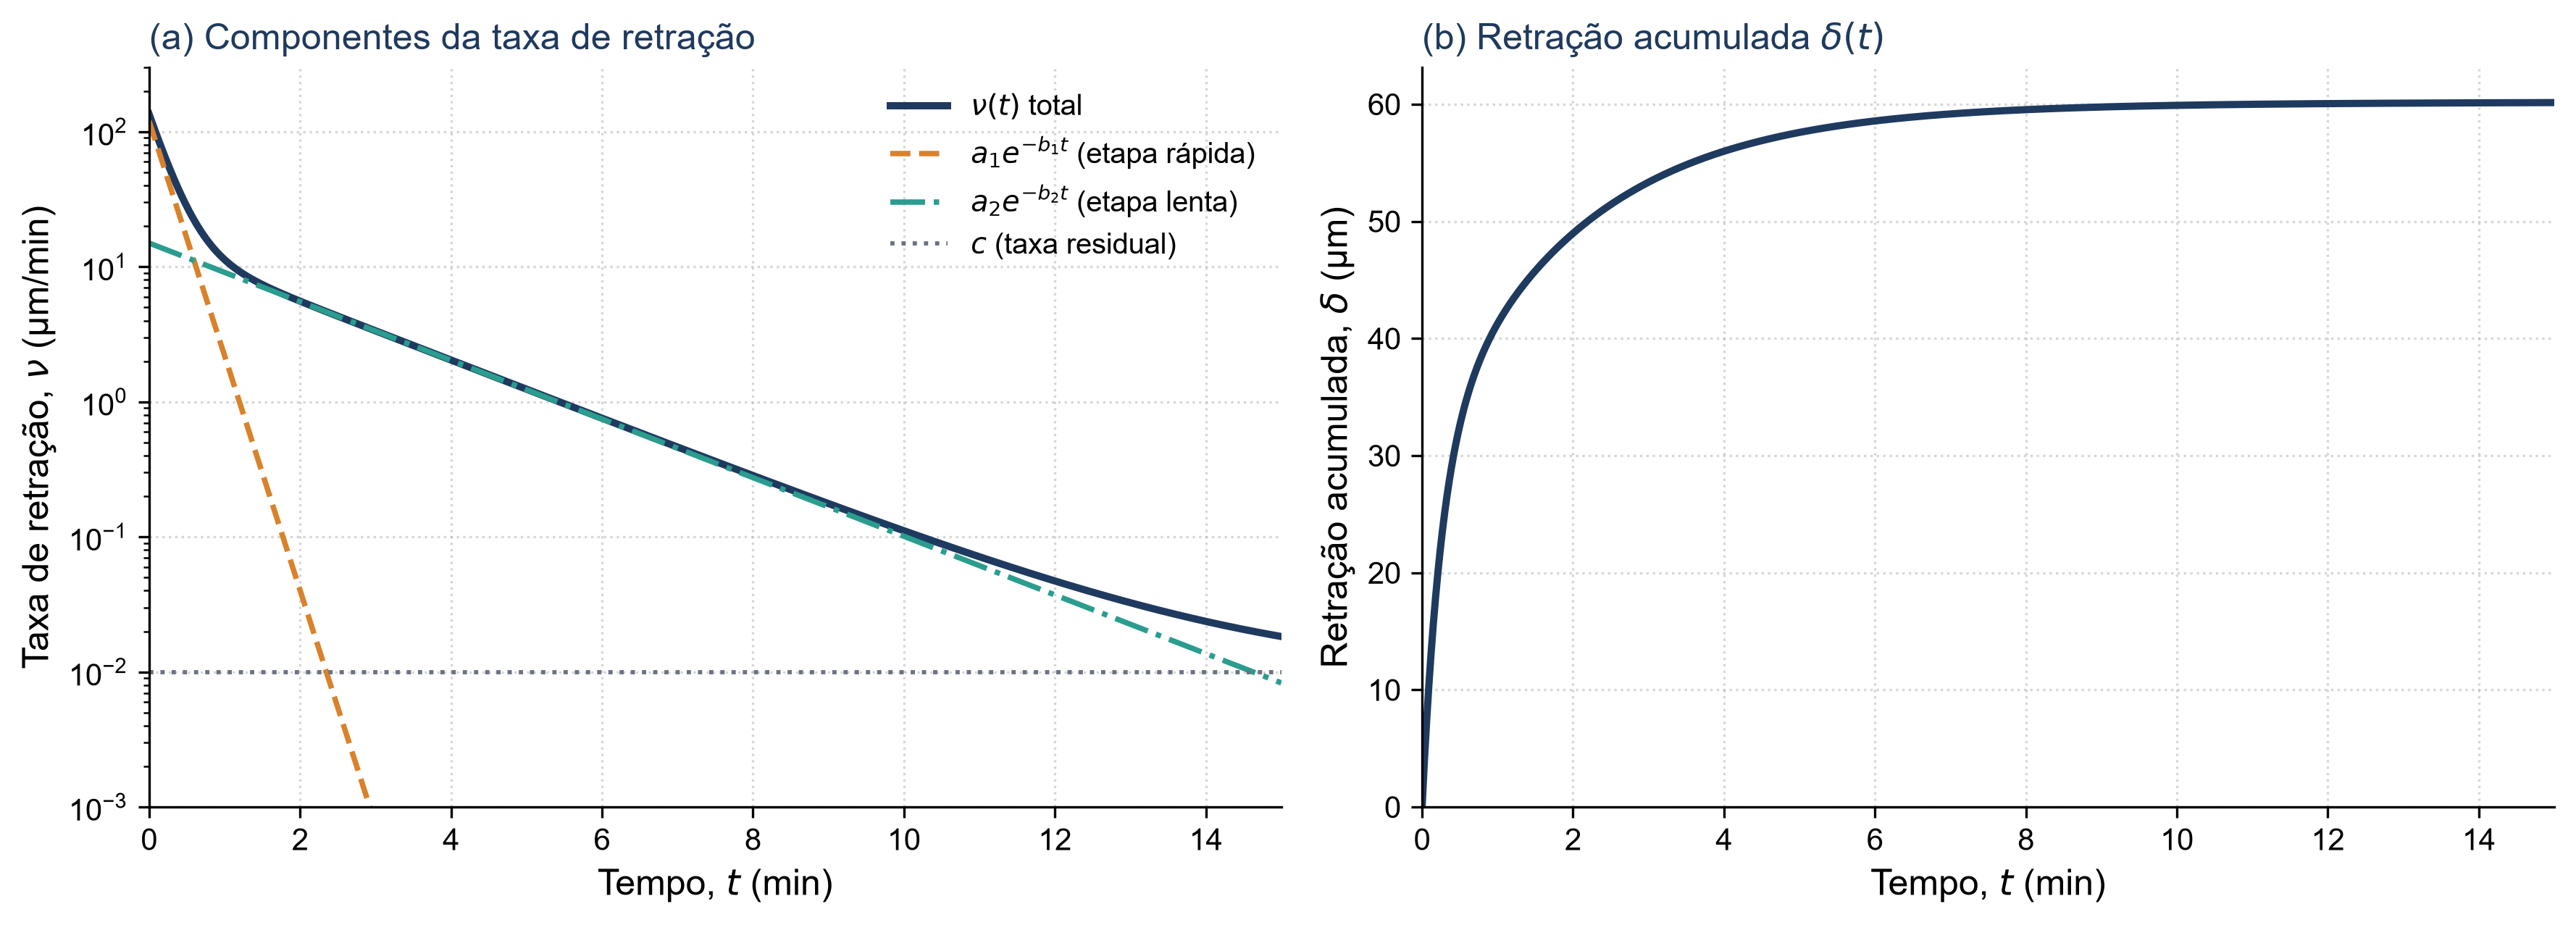 (a) Componentes da taxa de retração
Taxa de retração, ν (μm/min)
10²
10¹
10⁰
10⁻¹
10⁻²
10⁻³
ν(t) total
a₁e^{−b₁t} (etapa rápida)
a₂e^{−b₂t} (etapa lenta)
c (taxa residual)
0 2 4 6 8 10 12 14
Tempo, t (min)
(b) Retração acumulada δ(t)
Retração acumulada, δ (μm)
60
50
40
30
20
10
0
0 2 4 6 8 10 12 14
Tempo, t (min)